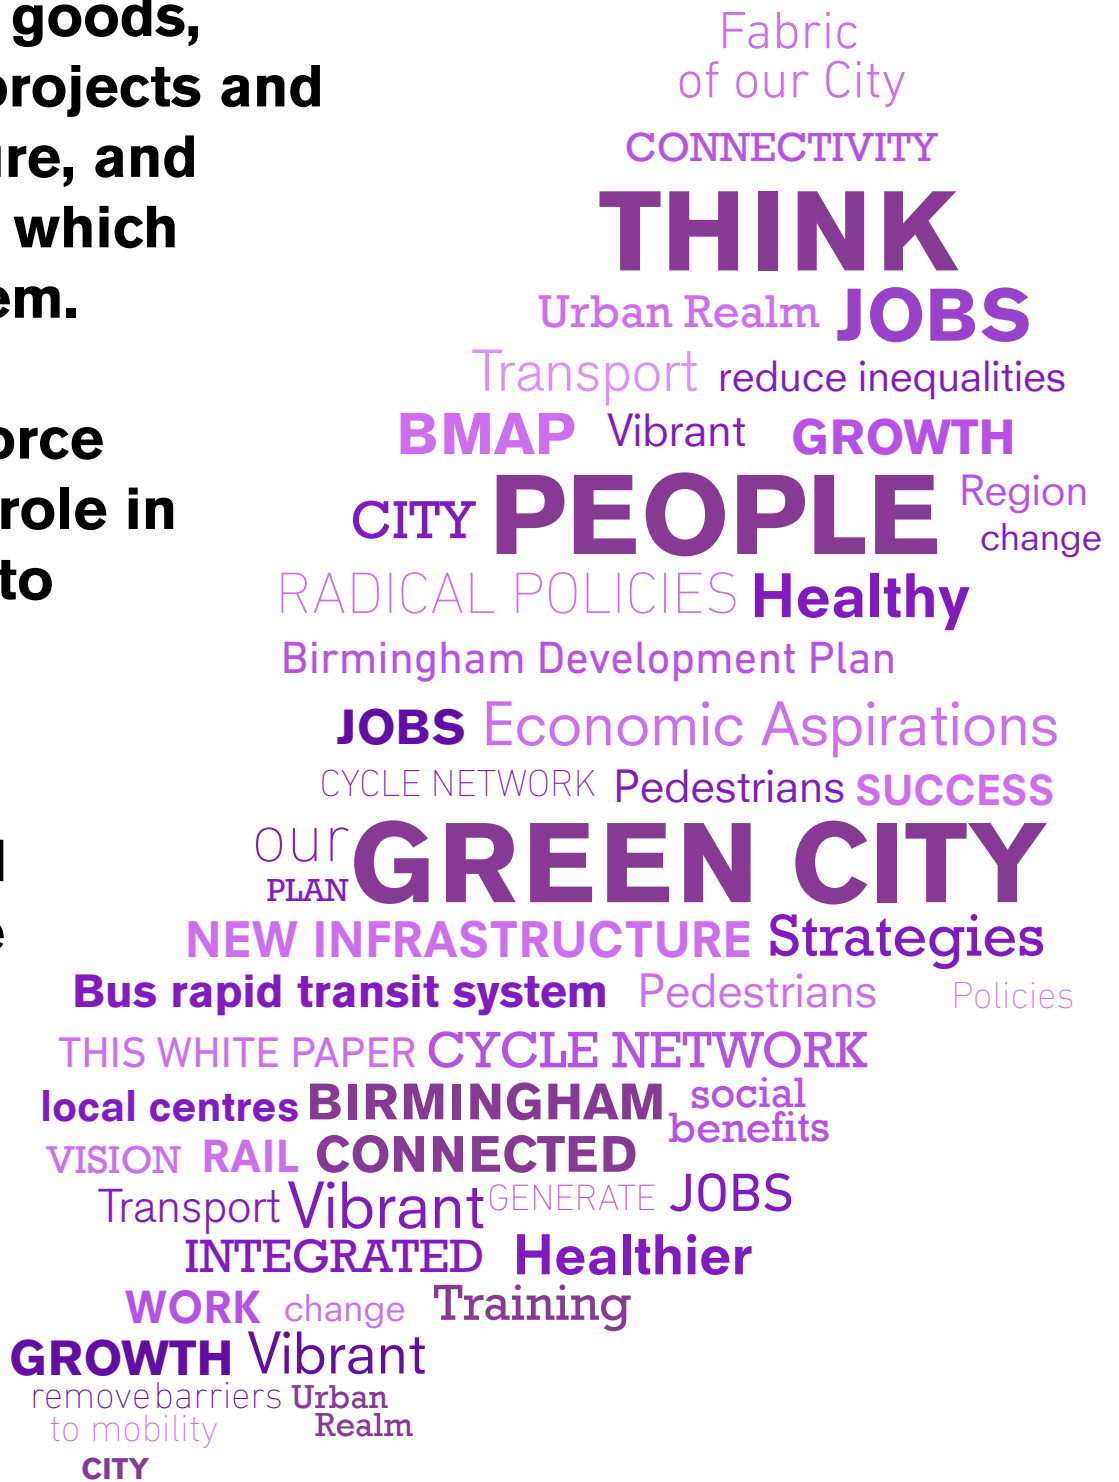 goods,
projects and
and
which
role in
to
Fabric
of our City
CONNECTIVITY
THINK
Urban Realm JOBS
Transport reduce inequalities
BMAP Vibrant GROWTH
CITY PEOPLE Region
change
RADICAL POLICIES Healthy
Birmingham Development Plan
JOBS Economic Aspirations
CYCLE NETWORK Pedestrians SUCCESS
our GREEN CITY
PLAN
NEW INFRASTRUCTURE Strategies
Bus rapid transit system Pedestrians Policies
THIS WHITE PAPER CYCLE NETWORK
local centres BIRMINGHAM social
benefits
VISION RAIL CONNECTED
Transport Vibrant GENERATE JOBS
INTEGRATED Healthier
WORK change Training
GROWTH Vibrant
remove barriers Urban
to mobility Realm
CITY